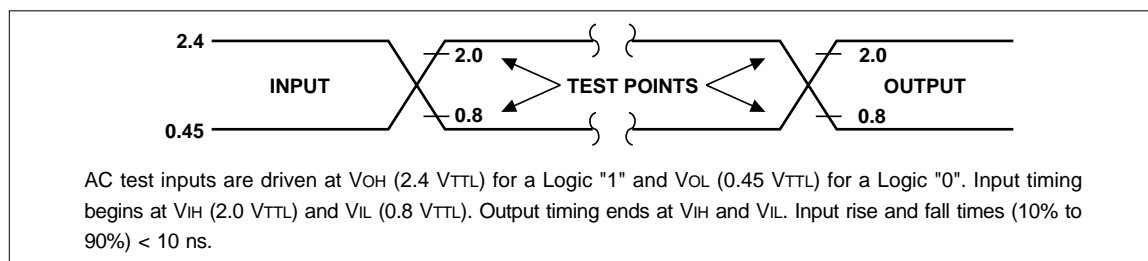 2.4
2.0
2.0
INPUT
TEST POINTS
OUTPUT
0.8
0.8
0.45
AC test inputs are driven at VOH (2.4 VTTL) for a Logic "1" and VOL (0.45 VTTL) for a Logic "0". Input timing
begins at VIH (2.0 VTTL) and VIL (0.8 VTTL). Output timing ends at VIH and VIL. Input rise and fall times (10% to
90%) < 10 ns.